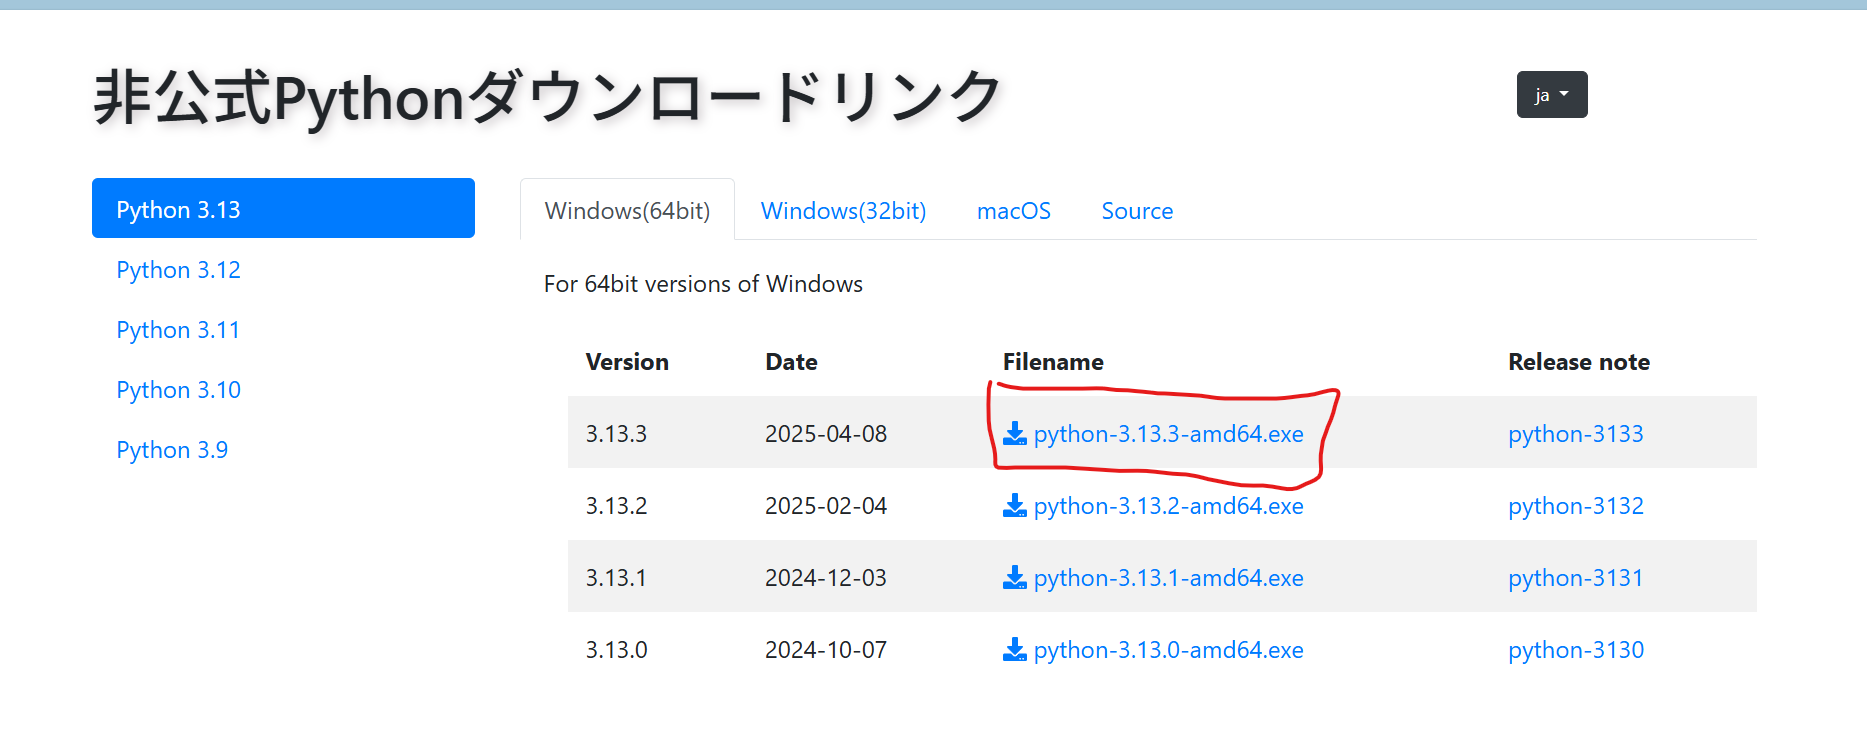 非公式Pythonダウンロードリンク
ja
Python 3.13
Python 3.12
Python 3.11
Python 3.10
Python 3.9
Windows(64bit) Windows(32bit) macOS Source
For 64bit versions of Windows
Version Date Filename Release note
3.13.3 2025-04-08 python-3.13.3-amd64.exe python-3133
3.13.2 2025-02-04 python-3.13.2-amd64.exe python-3132
3.13.1 2024-12-03 python-3.13.1-amd64.exe python-3131
3.13.0 2024-10-07 python-3.13.0-amd64.exe python-3130